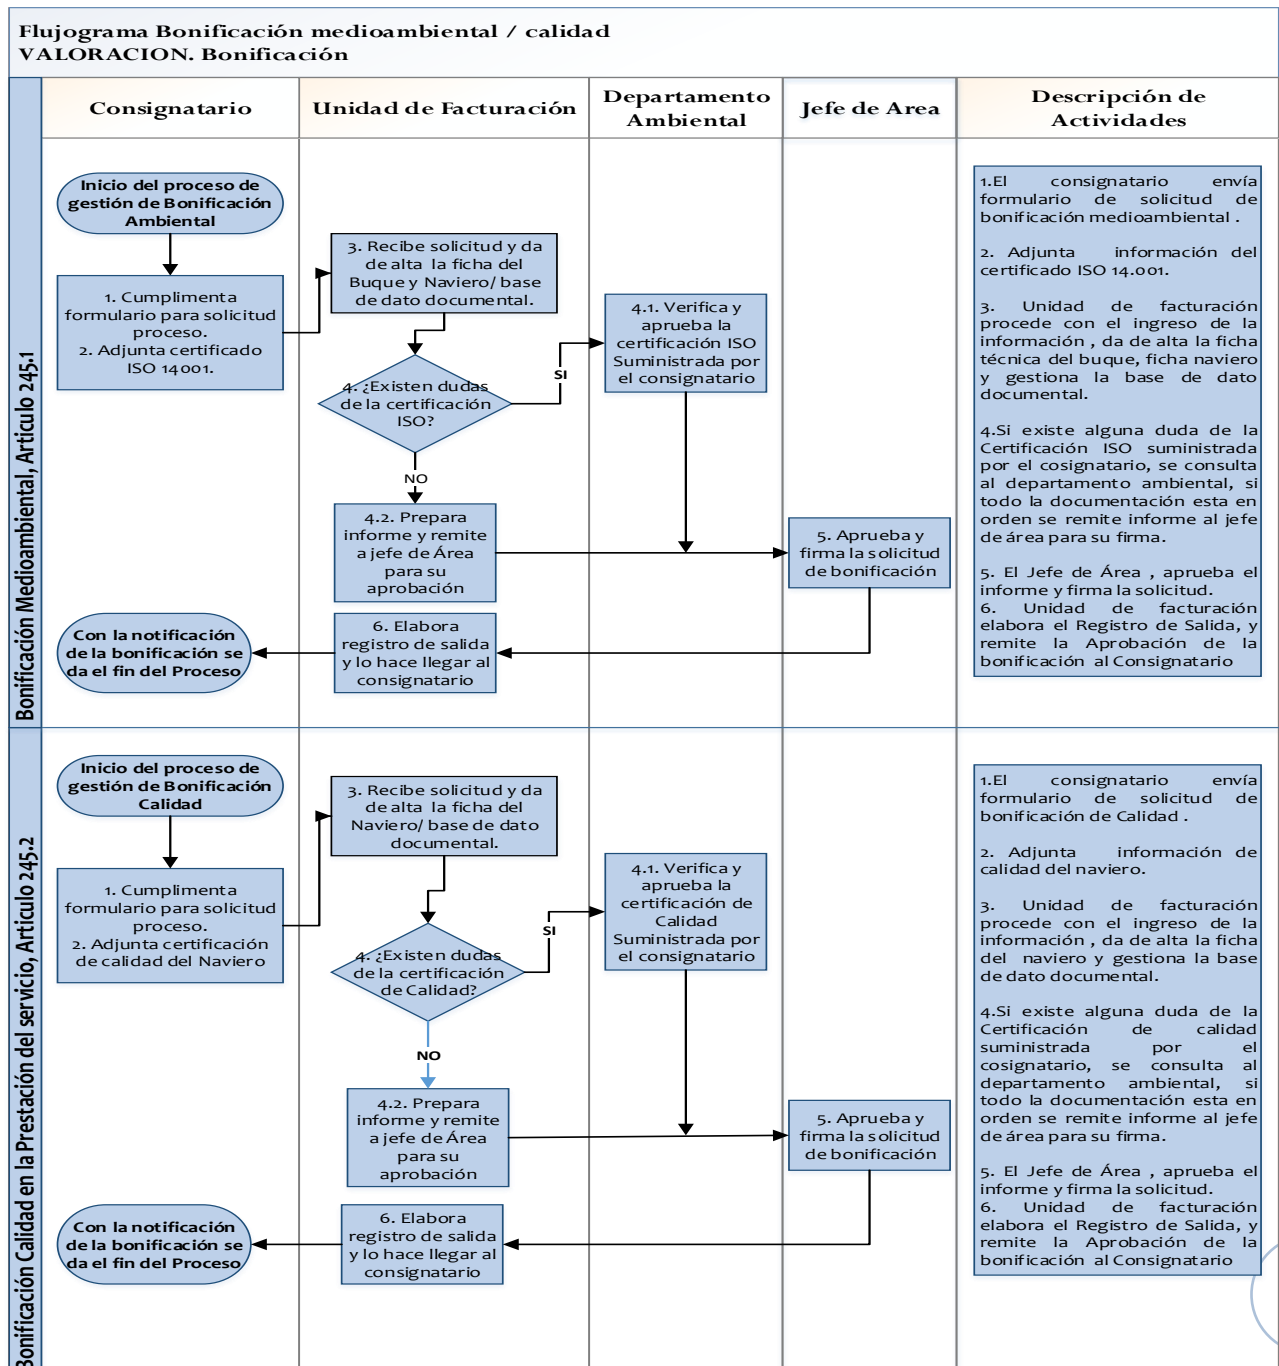 Flujograma Bonificación medioambiental / calidad
VALORACION. Bonificación
Consignatario
Unidad de Facturación
Departamento
Ambiental
Jefe de Area
Descripción de
Actividades
Bonificación Medioambiental, Articulo 245.1
Inicio del proceso de
gestión de Bonificación
Ambiental
1. Cumplimenta
formulario para solicitud
proceso.
2. Adjunta certificado
ISO 14001.
3. Recibe solicitud y da
de alta la ficha del
Buque y Naviero/ base
de dato documental.
4. ¿Existen dudas
de la certificación
ISO?
SI
NO
4.1. Verifica y
aprueba la
certificación ISO
Suministrada por
el consignatario
4.2. Prepara
informe y remite
a jefe de Área
para su
aprobación
5. Aprueba y
firma la solicitud
de bonificación
6. Elabora
registro de salida
y lo hace llegar al
consignatario
Con la notificación
de la bonificación se
da el fin del Proceso
1.El consignatario envía
formulario de solicitud de
bonificación medioambiental .
2. Adjunta información del
certificado ISO 14.001.
3. Unidad de facturación
procede con el ingreso de la
información , da de alta la ficha
técnica del buque, ficha naviero
y gestiona la base de dato
documental.
4.Si existe alguna duda de la
Certificación ISO suministrada
por el cosignatario, se consulta
al departamento ambiental, si
todo la documentación esta en
orden se remite informe al jefe
de área para su firma.
5. El Jefe de Área , aprueba el
informe y firma la solicitud.
6. Unidad de facturación
elabora el Registro de Salida, y
remite la Aprobación de la
bonificación al Consignatario
Bonificación Calidad en la Prestación del servicio, Articulo 245.2
Inicio del proceso de
gestión de Bonificación
Calidad
1. Cumplimenta
formulario para solicitud
proceso.
2. Adjunta certificación
de calidad del Naviero
3. Recibe solicitud y da
de alta la ficha del
Naviero/ base de dato
documental.
4. ¿Existen dudas
de la certificación
de Calidad?
SI
NO
4.1. Verifica y
aprueba la
certificación de
Calidad
Suministrada por
el consignatario
4.2. Prepara
informe y remite
a jefe de Área
para su
aprobación
5. Aprueba y
firma la solicitud
de bonificación
6. Elabora
registro de salida
y lo hace llegar al
consignatario
Con la notificación
de la bonificación se
da el fin del Proceso
1.El consignatario envía
formulario de solicitud de
bonificación de Calidad .
2. Adjunta información de
calidad del naviero.
3. Unidad de facturación
procede con el ingreso de la
información , da de alta la ficha
del naviero y gestiona la base
de dato documental.
4.Si existe alguna duda de la
Certificación de calidad
suministrada por el
cosignatario, se consulta al
departamento ambiental, si
todo la documentación esta en
orden se remite informe al jefe
de área para su firma.
5. El Jefe de Área , aprueba el
informe y firma la solicitud.
6. Unidad de facturación
elabora el Registro de Salida, y
remite la Aprobación de la
bonificación al Consignatario